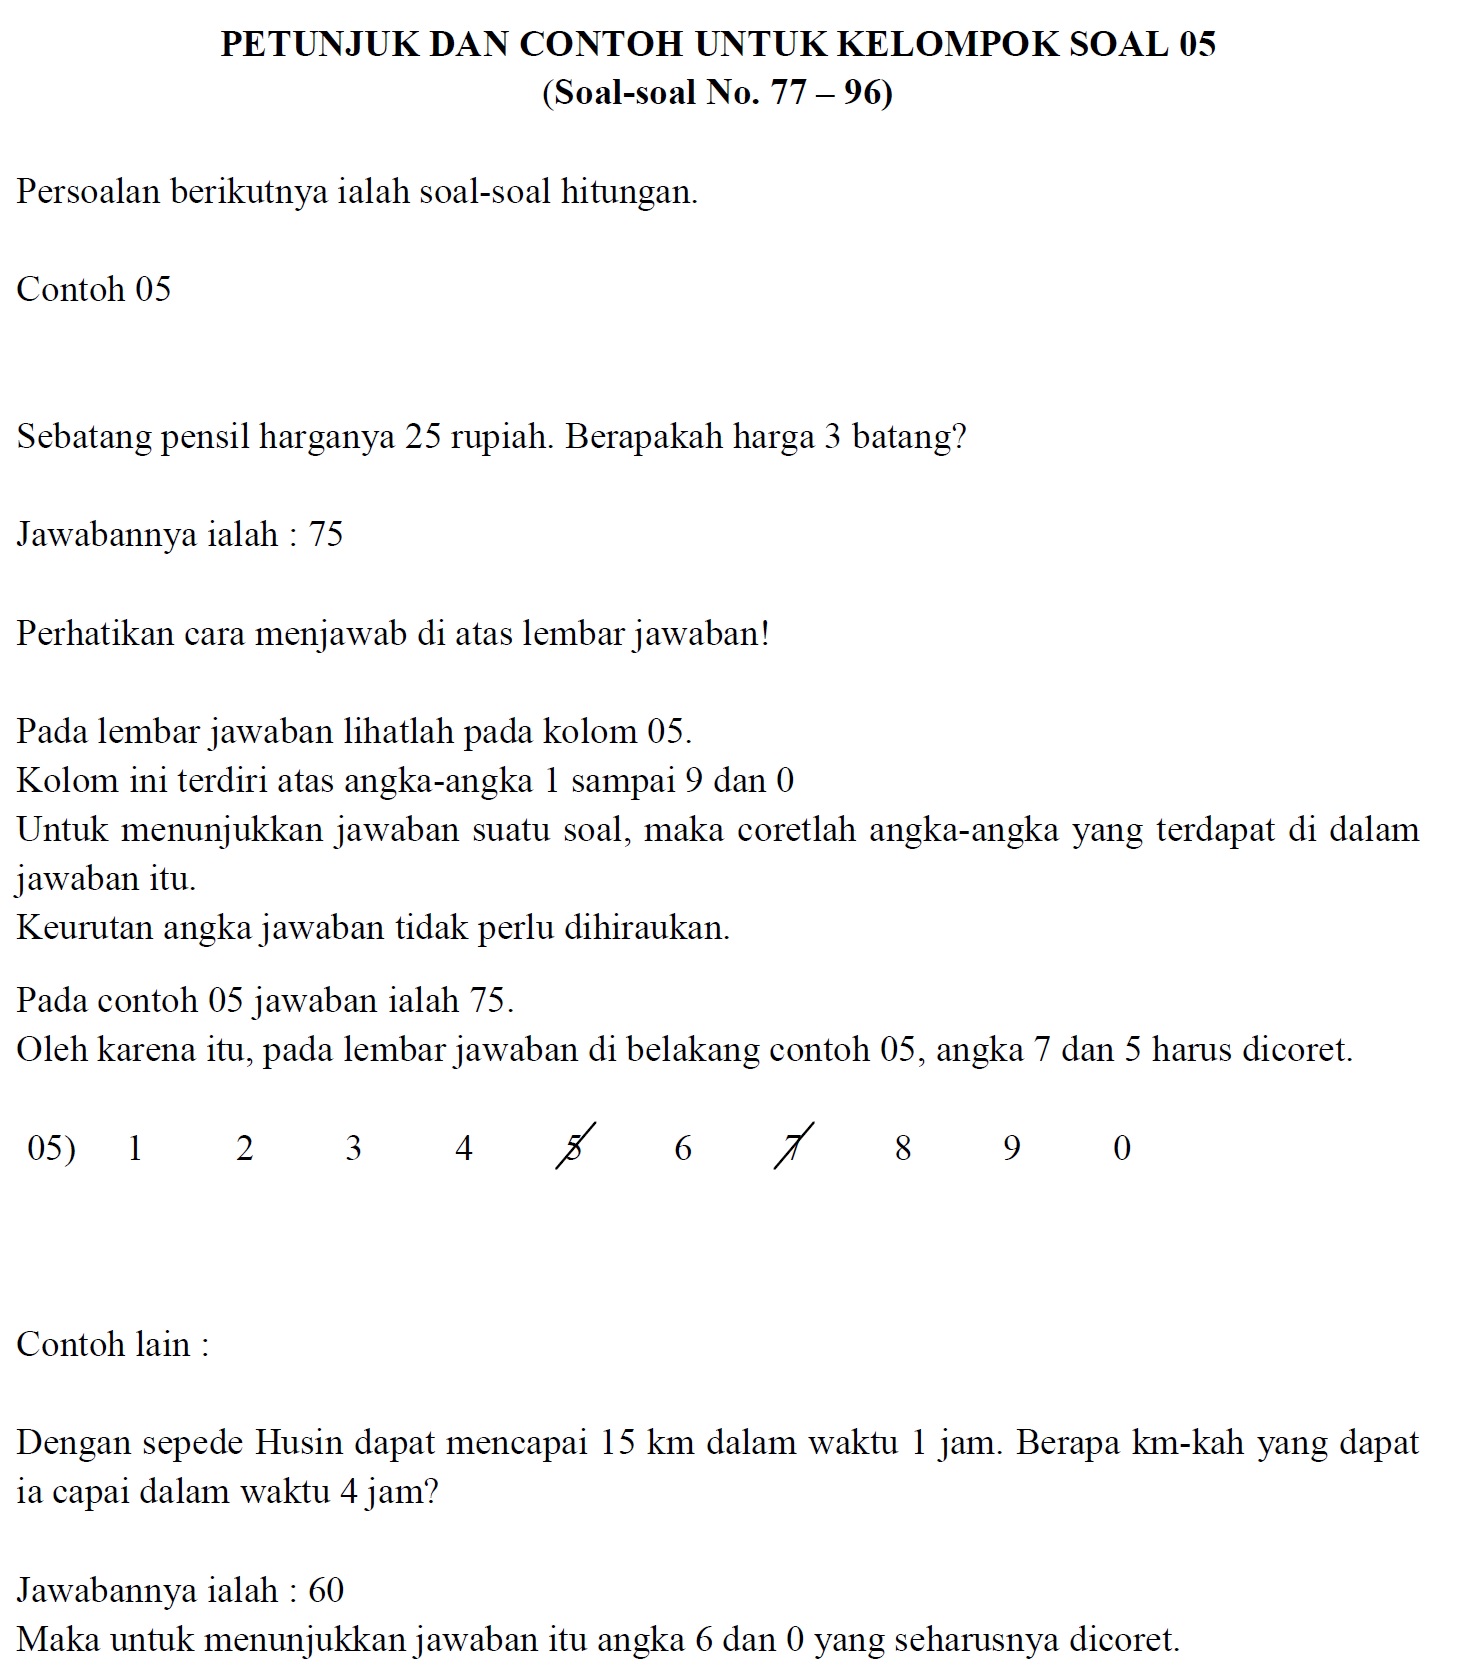 PETUNJUK DAN CONTOH UNTUK KELOMPOK SOAL 05
(Soal-soal No. 77 – 96)
Persoalan berikutnya ialah soal-soal hitungan.
Contoh 05
Sebatang pensil harganya 25 rupiah. Berapakah harga 3 batang?
Jawabannya ialah : 75
Perhatikan cara menjawab di atas lembar jawaban!
Pada lembar jawaban lihatlah pada kolom 05.
Kolom ini terdiri atas angka-angka 1 sampai 9 dan 0
Untuk menunjukkan jawaban suatu soal, maka coretlah angka-angka yang terdapat di dalam
jawaban itu.
Keurutan angka jawaban tidak perlu dihiraukan.
Pada contoh 05 jawaban ialah 75.
Oleh karena itu, pada lembar jawaban di belakang contoh 05, angka 7 dan 5 harus dicoret.
05) 1 2 3 4 5 6 7 8 9 0
Contoh lain :
Dengan sepede Husin dapat mencapai 15 km dalam waktu 1 jam. Berapa km-kah yang dapat
ia capai dalam waktu 4 jam?
Jawabannya ialah : 60
Maka untuk menunjukkan jawaban itu angka 6 dan 0 yang seharusnya dicoret.